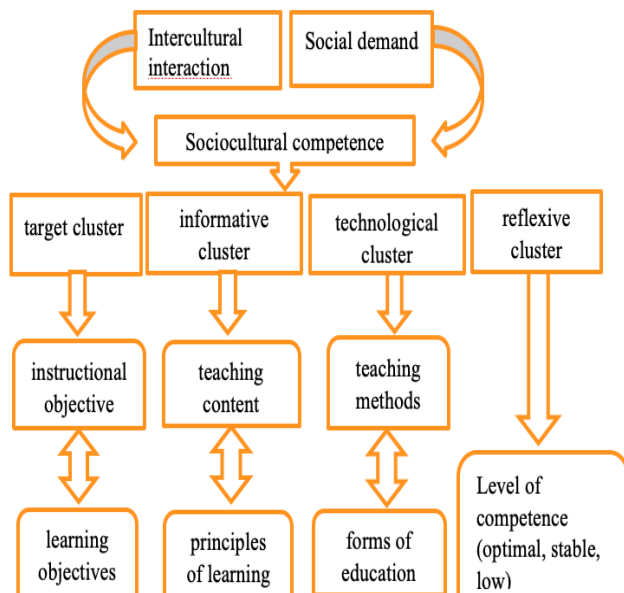 Intercultural
interaction
Social demand
Sociocultural competence
target cluster
informative
cluster
technological
cluster
reflexive
cluster
instructional
objective
teaching
content
teaching
methods
learning
objectives
principles
of learning
forms of
education
Level of
competence
(optimal, stable,
low)